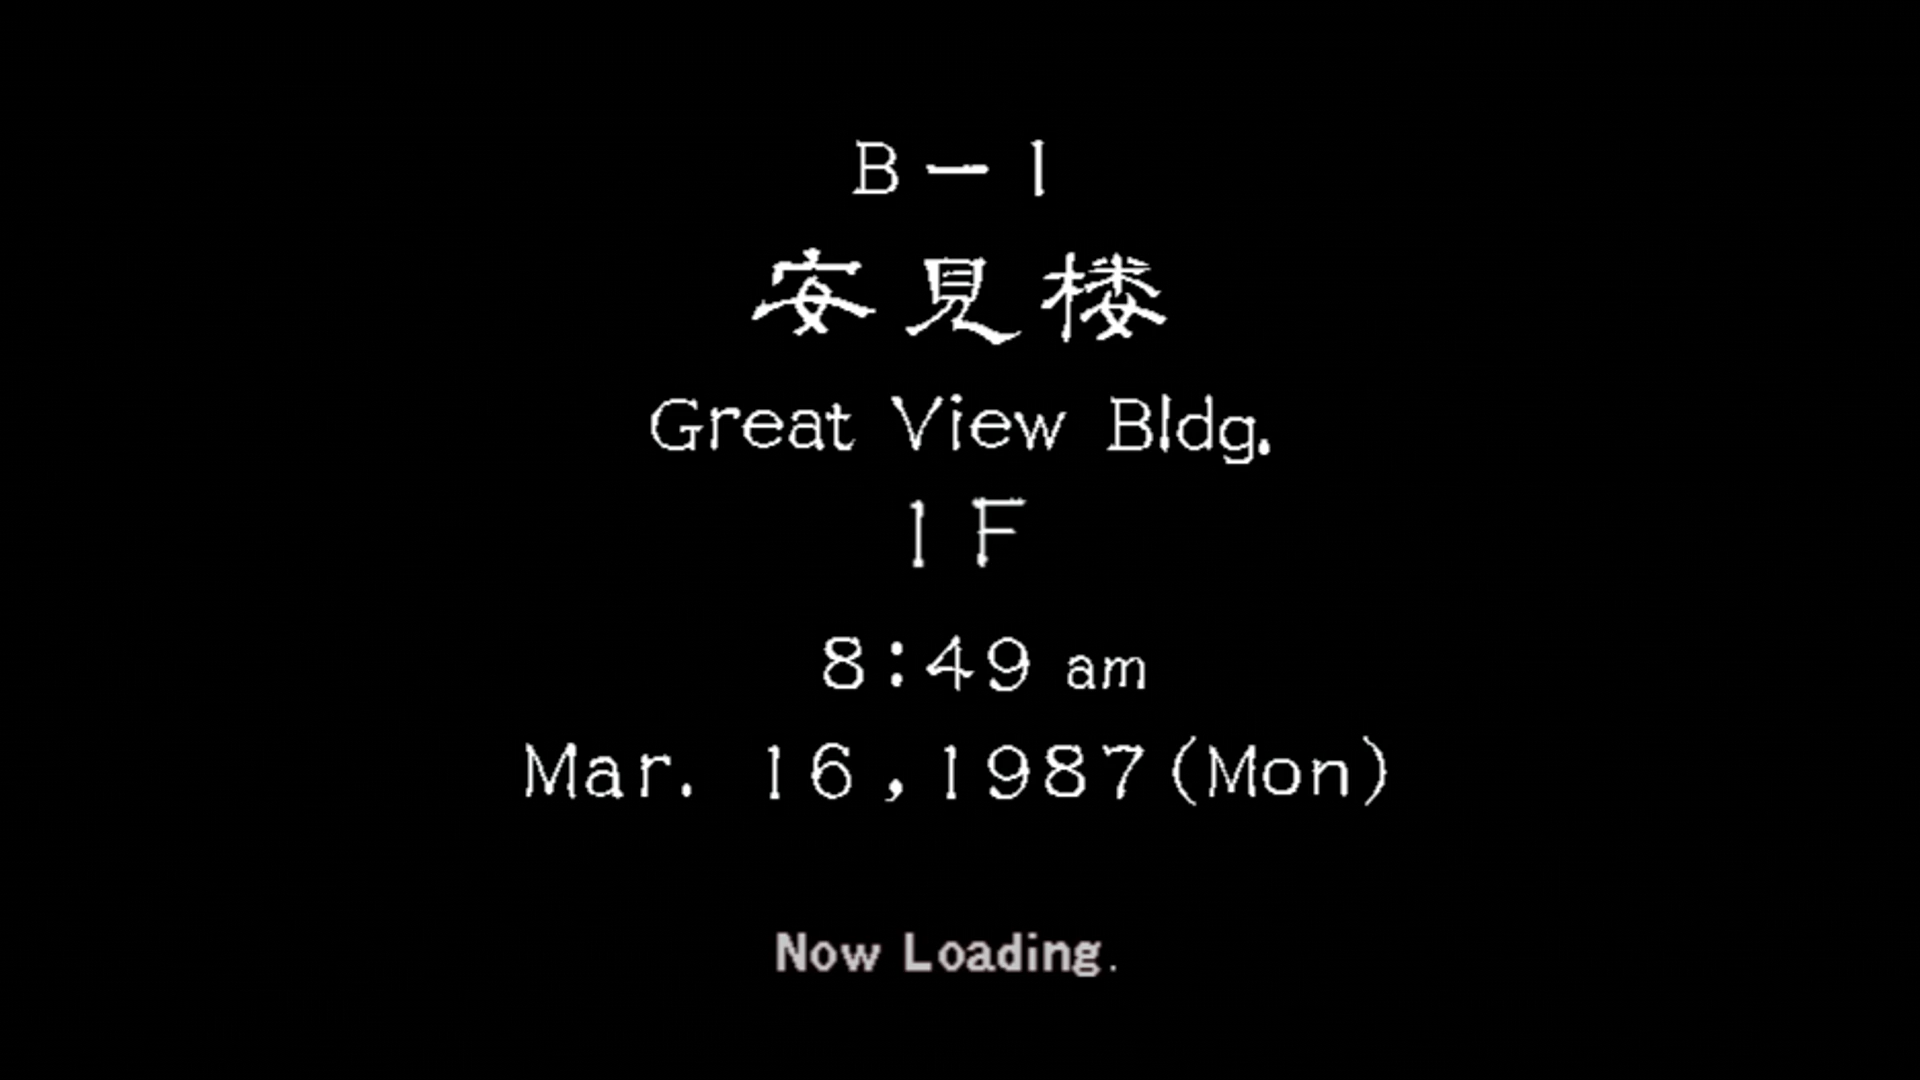 B－1
安見楼
Great View Bldg.
1F
8:49 am
Mar. 16,1987(Mon)
Now Loading.